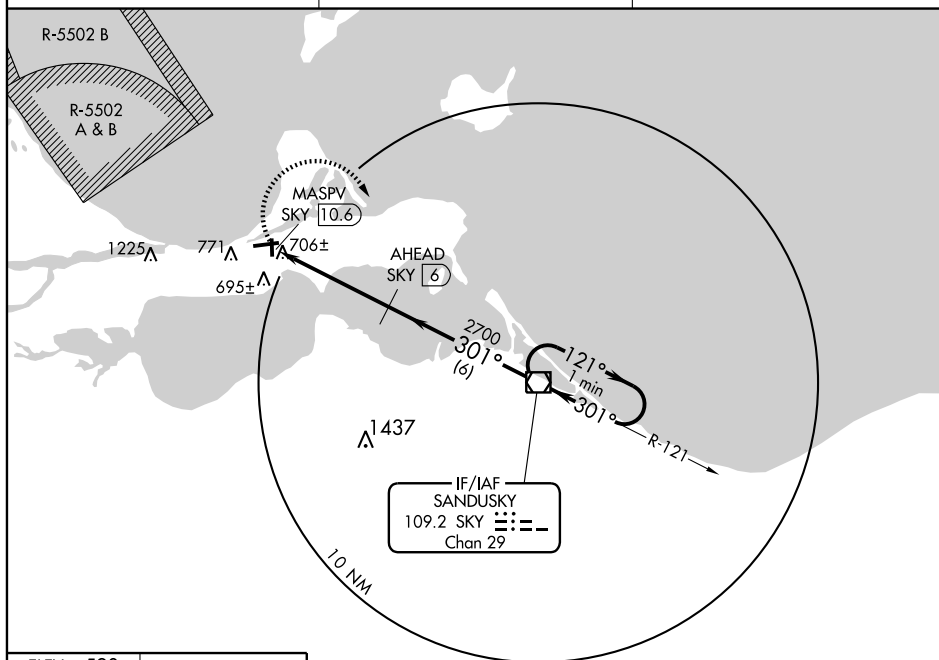 R-5502 B
R-5502
A & B
MASPV
SKY 10.6
1225
771
706±
695±
AHEAD
SKY 6
2700
301°
(6)
121°
1 min
301°
R-121
1437
IF/IAF
SANDUSKY
109.2 SKY
Chan 29
10 NM